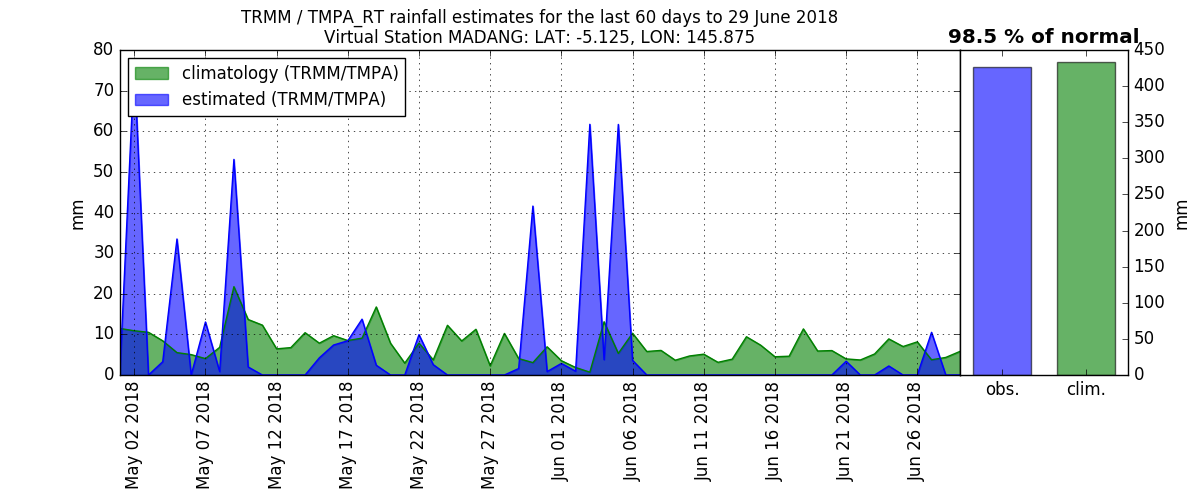 TRMM / TMPA_RT rainfall estimates for the last 60 days to 29 June 2018
Virtual Station MADANG: LAT: -5.125, LON: 145.875
98.5 % of normal
climatology (TRMM/TMPA)
estimated (TRMM/TMPA)
mm
80
70
60
50
40
30
20
10
0
May 02 2018
May 07 2018
May 12 2018
May 17 2018
May 22 2018
May 27 2018
Jun 01 2018
Jun 06 2018
Jun 11 2018
Jun 16 2018
Jun 21 2018
Jun 26 2018
obs.
clim.
450
400
350
300
250
200
150
100
50
0
mm